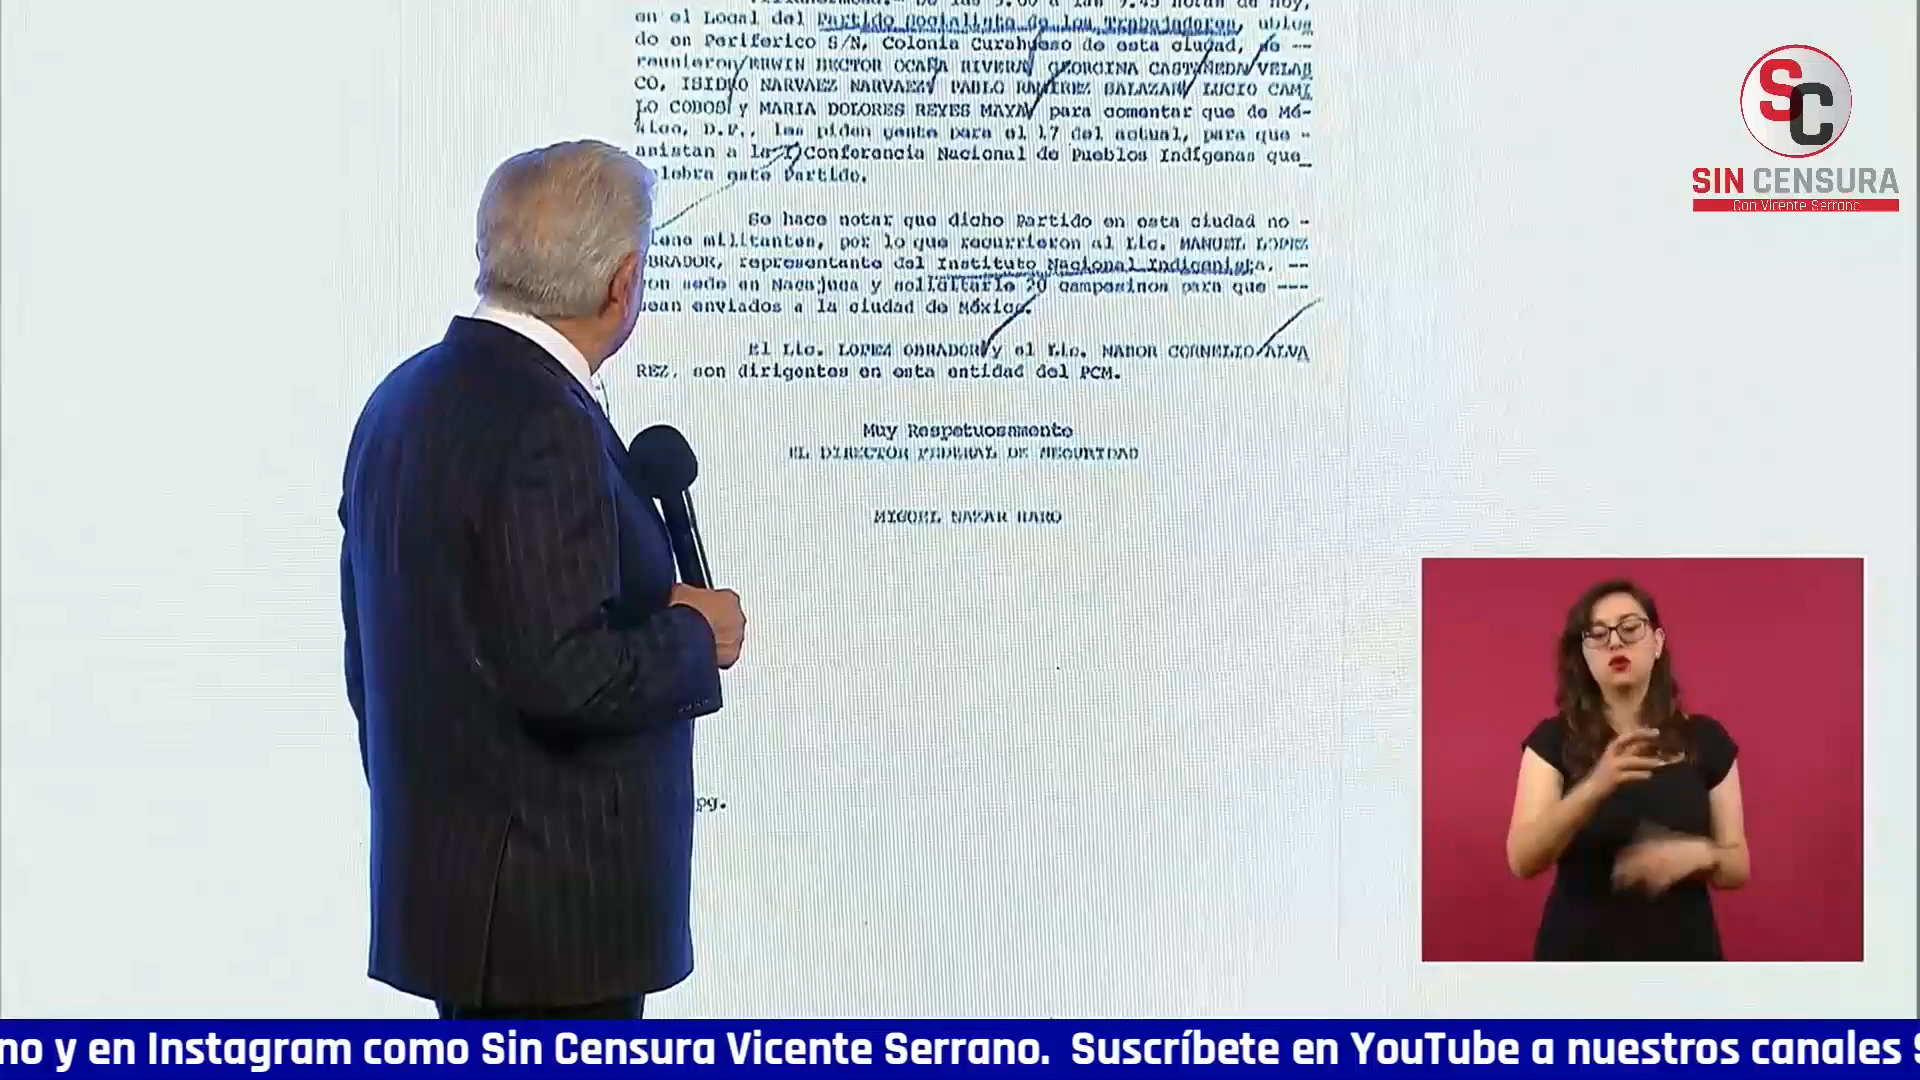 en el Local del Partido Socialista de los Trabajadores, ubica
do en Periferico S/N, Colonia Curahueso de esta ciudad, se --
reunieron ERWIN HECTOR OCAÑA RIVERA, GEORGINA CASTAÑEDA VELAS
CO, ISIDRO NARVAEZ NARVAEZ, PABLO RAMIREZ SALAZAR, LUCIO CAMI
LO COBOS y MARIA DOLORES REYES MAYA, para comentar que de Mé-
xico, D.F., les piden gente para el 17 del actual, para que -
asistan a la I Conferencia Nacional de Pueblos Indígenas que_
lebra este Partido.
Se hace notar que dicho Partido en esta ciudad no -
iene militantes, por lo que recurrieron al Lic. MANUEL LOPEZ
OBRADOR, representante del Instituto Nacional Indigenista, --
con sede en Nacajuca y solicitarle 20 campesinos para que ---
sean enviados a la ciudad de México.
El Lic. LOPEZ OBRADOR y el Lic. NABOR CORNELIO ALVA
REZ, son dirigentes en esta entidad del PCM.
Muy Respetuosamente
EL DIRECTOR FEDERAL DE SEGURIDAD
MIGUEL NAZAR HARO
pg.
SC
SIN CENSURA
Con Vicente Serrano
no y en Instagram como Sin Censura Vicente Serrano. Suscríbete en YouTube a nuestros canales S